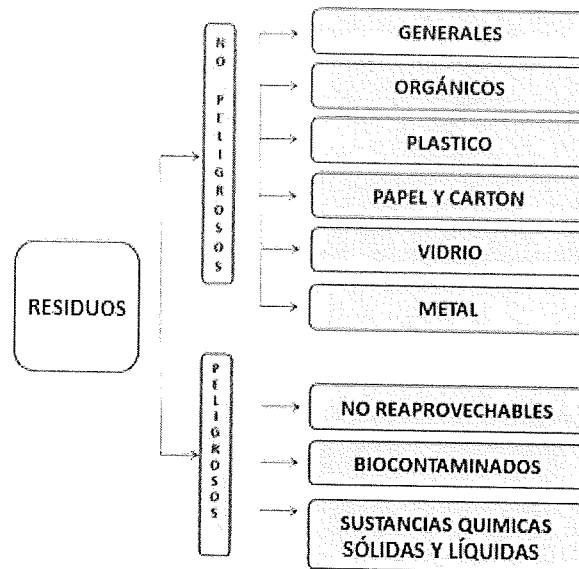 RESIDUOS
NO PELIGROSOS
GENERALES
ORGÁNICOS
PLASTICO
PAPEL Y CARTON
VIDRIO
METAL
PELIGROSOS
NO REAPROVECHABLES
BIOCONTAMINADOS
SUSTANCIAS QUIMICAS
SÓLIDAS Y LÍQUIDAS